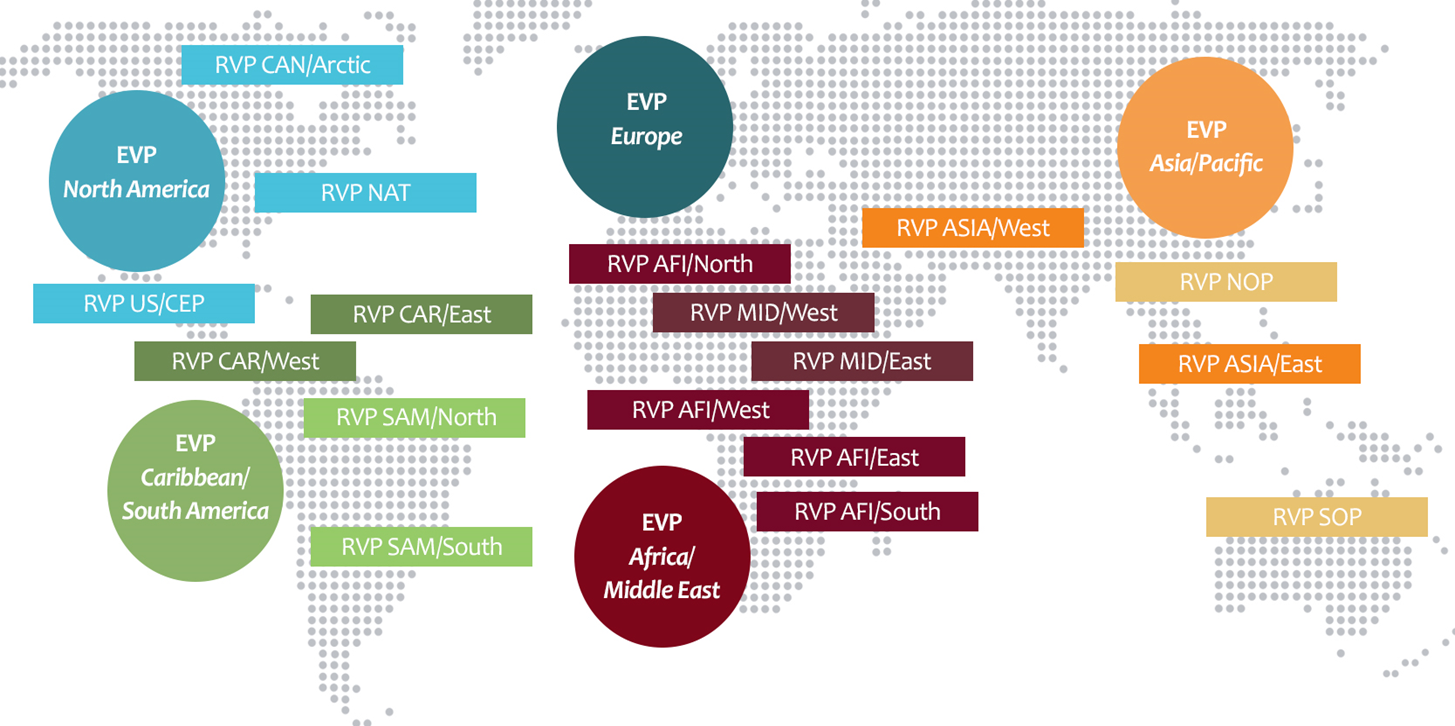 RVP CAN/Arctic
EVP
North America
RVP NAT
RVP US/CEP
RVP CAR/East
RVP CAR/West
EVP
Caribbean/
South America
RVP SAM/North
RVP SAM/South
EVP
Europe
RVP AFI/North
RVP MID/West
RVP MID/East
RVP AFI/West
RVP AFI/East
RVP AFI/South
EVP
Africa/
Middle East
EVP
Asia/Pacific
RVP ASIA/West
RVP NOP
RVP ASIA/East
RVP SOP